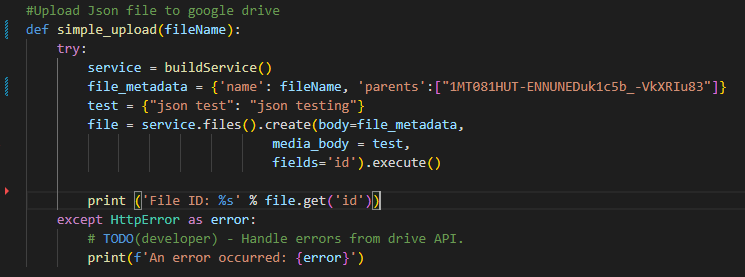 #Upload Json file to google drive
def simple_upload(fileName):
    try:
        service = buildService()
        file_metadata = {'name': fileName, 'parents':["1MT081HUT-ENNUNEDuk1c5b_-VkXRIu83"]}
        test = {"json test": "json testing"}
        file = service.files().create(body=file_metadata,
                                media_body = test,
                                fields='id').execute()
        print ('File ID: %s' % file.get('id'))
    except HttpError as error:
        # TODO(developer) - Handle errors from drive API.
        print(f'An error occurred: {error}')